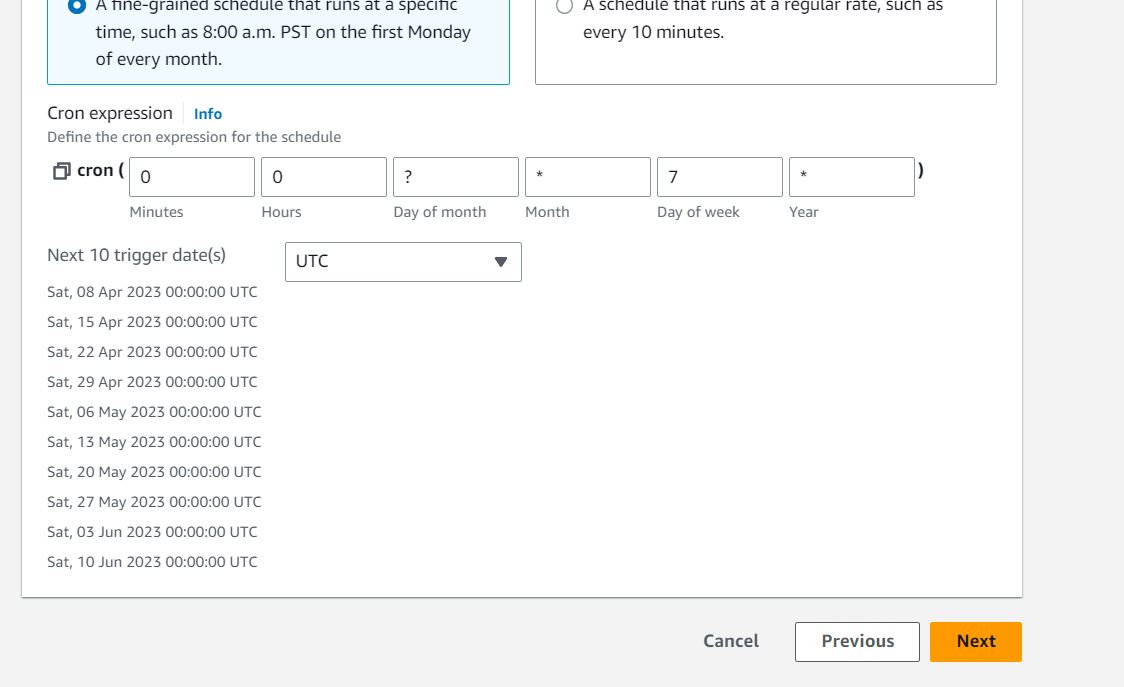 A fine-grained schedule that runs at a specific
time, such as 8:00 a.m. PST on the first Monday
of every month.
A schedule that runs at a regular rate, such as
every 10 minutes.
Cron expression Info
Define the cron expression for the schedule
cron ( 0 0 ? * 7 * )
Minutes Hours Day of month Month Day of week Year
Next 10 trigger date(s) UTC
Sat, 08 Apr 2023 00:00:00 UTC
Sat, 15 Apr 2023 00:00:00 UTC
Sat, 22 Apr 2023 00:00:00 UTC
Sat, 29 Apr 2023 00:00:00 UTC
Sat, 06 May 2023 00:00:00 UTC
Sat, 13 May 2023 00:00:00 UTC
Sat, 20 May 2023 00:00:00 UTC
Sat, 27 May 2023 00:00:00 UTC
Sat, 03 Jun 2023 00:00:00 UTC
Sat, 10 Jun 2023 00:00:00 UTC
Cancel Previous Next